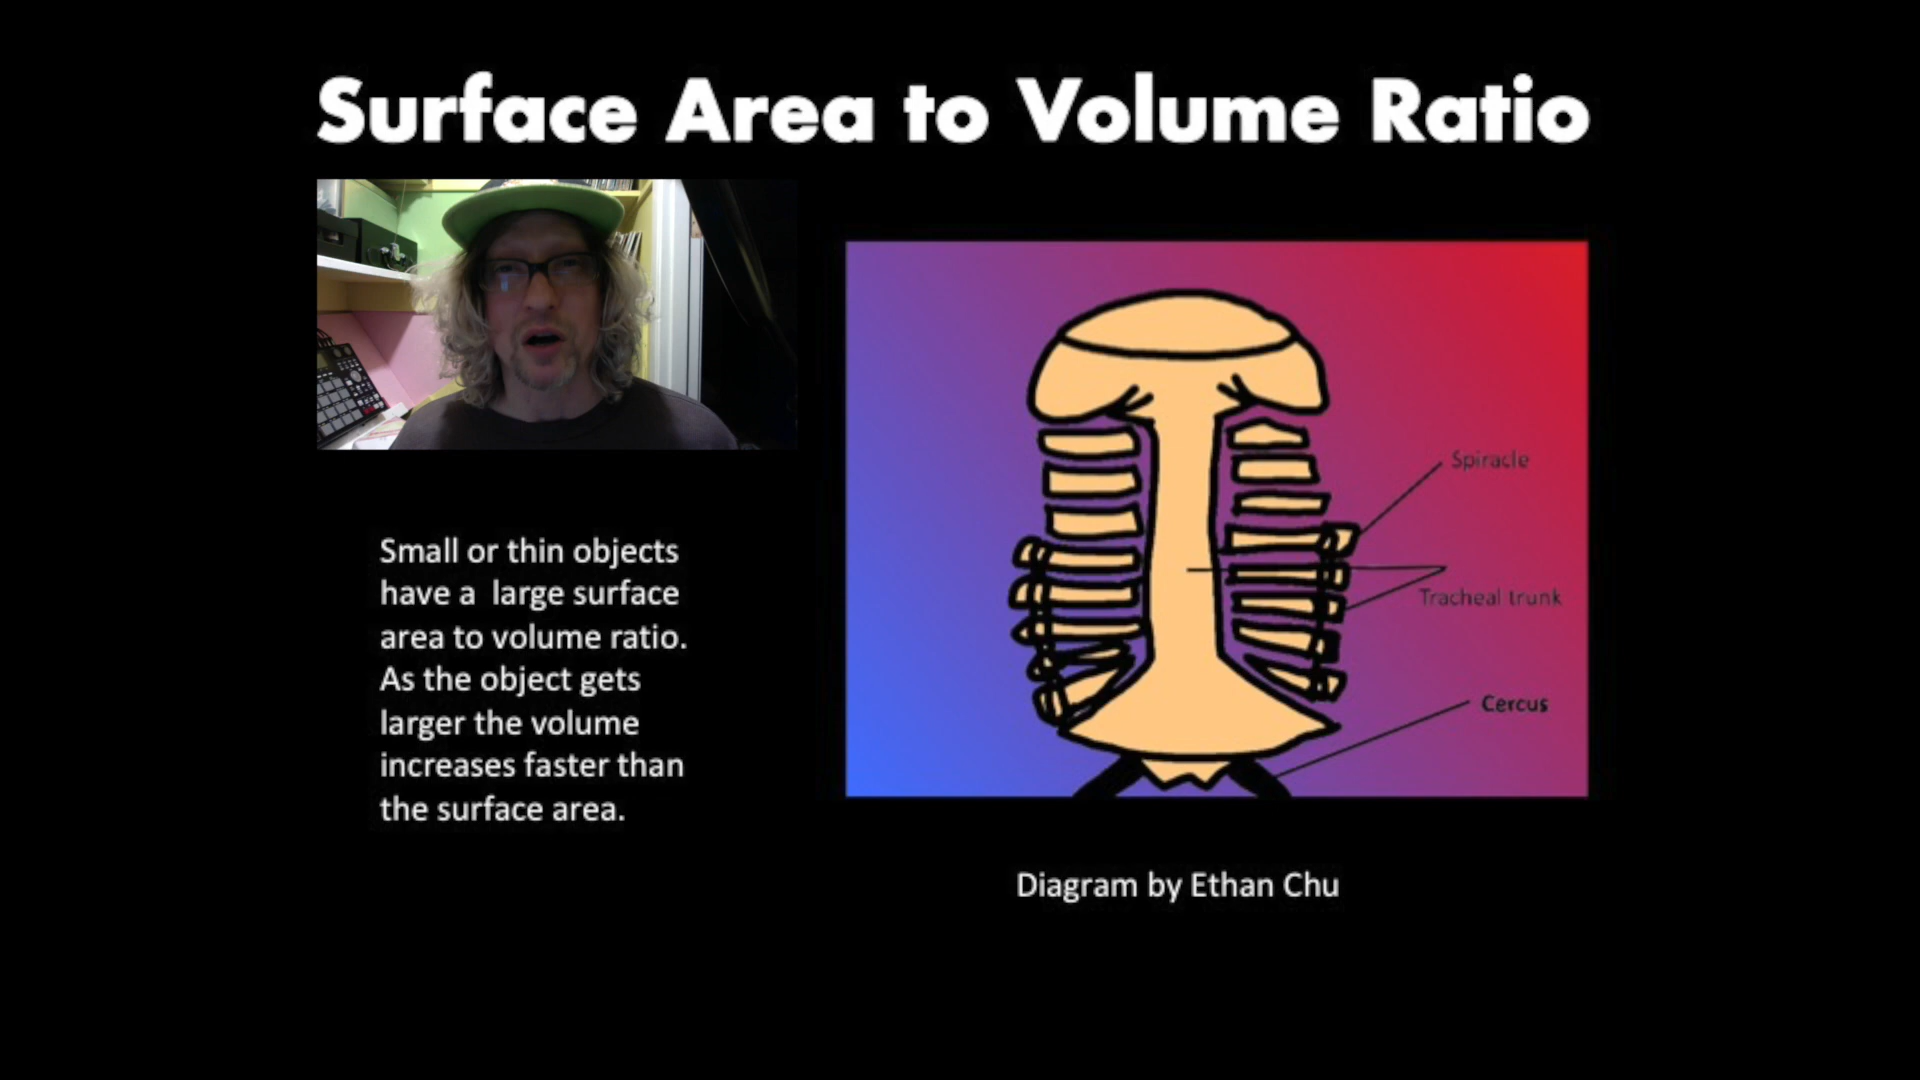 Surface Area to Volume Ratio
Small or thin objects
have a  large surface
area to volume ratio.
As the object gets
larger the volume
increases faster than
the surface area.
Spiracle
Tracheal trunk
Cercus
Diagram by Ethan Chu